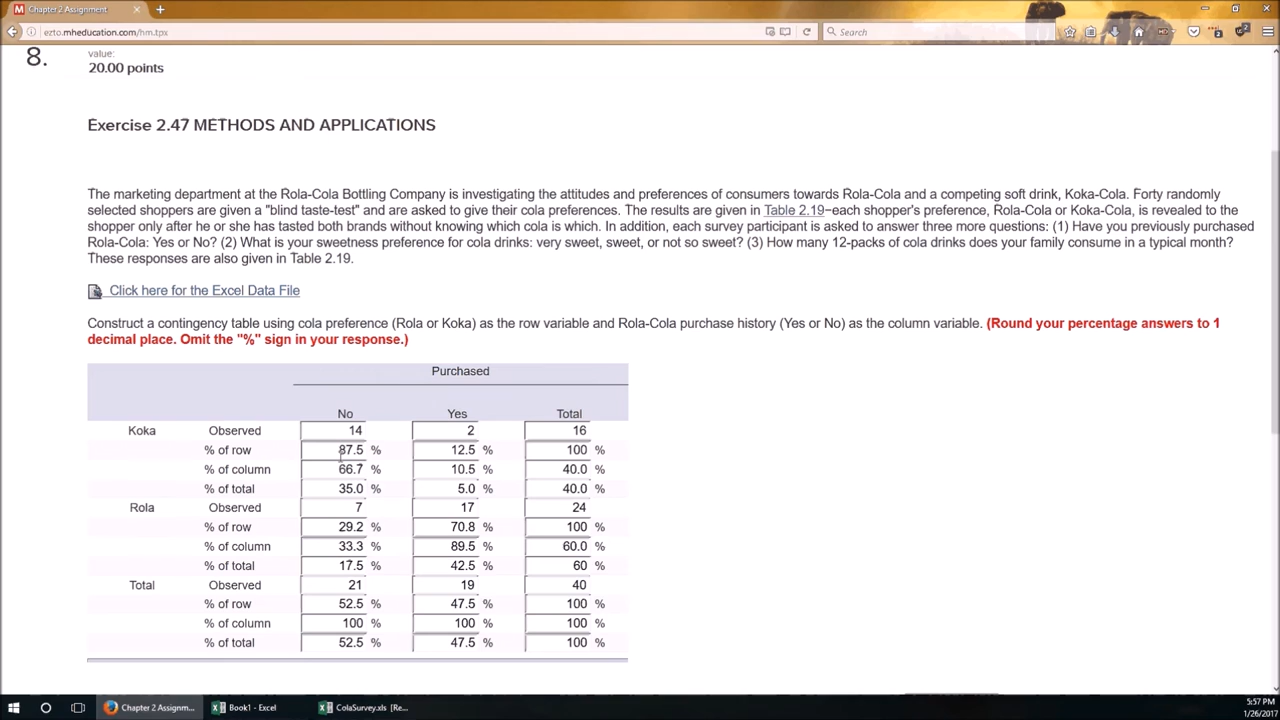 Chapter 2 Assignment
ezto.mheducation.com/hm.tpx
Search
8.
value:
20.00 points
Exercise 2.47 METHODS AND APPLICATIONS
The marketing department at the Rola-Cola Bottling Company is investigating the attitudes and preferences of consumers towards Rola-Cola and a competing soft drink, Koka-Cola. Forty randomly
selected shoppers are given a "blind taste-test" and are asked to give their cola preferences. The results are given in Table 2.19−each shopper's preference, Rola-Cola or Koka-Cola, is revealed to the
shopper only after he or she has tasted both brands without knowing which cola is which. In addition, each survey participant is asked to answer three more questions: (1) Have you previously purchased
Rola-Cola: Yes or No? (2) What is your sweetness preference for cola drinks: very sweet, sweet, or not so sweet? (3) How many 12-packs of cola drinks does your family consume in a typical month?
These responses are also given in Table 2.19.
Click here for the Excel Data File
Construct a contingency table using cola preference (Rola or Koka) as the row variable and Rola-Cola purchase history (Yes or No) as the column variable. (Round your percentage answers to 1
decimal place. Omit the "%" sign in your response.)
Purchased
No Yes Total
Koka Observed 14 2 16
% of row 87.5 % 12.5 % 100 %
% of column 66.7 % 10.5 % 40.0 %
% of total 35.0 % 5.0 % 40.0 %
Rola Observed 7 17 24
% of row 29.2 % 70.8 % 100 %
% of column 33.3 % 89.5 % 60.0 %
% of total 17.5 % 42.5 % 60 %
Total Observed 21 19 40
% of row 52.5 % 47.5 % 100 %
% of column 100 % 100 % 100 %
% of total 52.5 % 47.5 % 100 %
Chapter 2 Assignm... Book1 - Excel ColaSurvey.xls [Re... 5:57 PM
1/26/2017